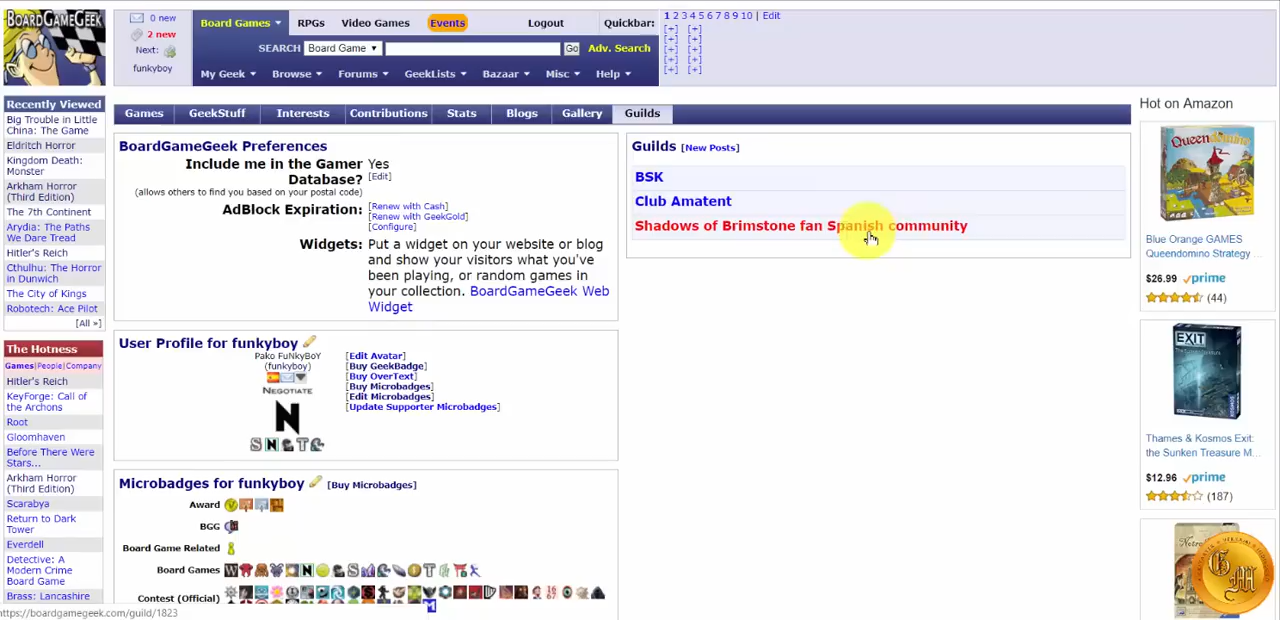 BOARDGAMEGEEK
0 new
2 new
Next:
funkyboy
Board Games
RPGs
Video Games
Events
Logout
Quickbar:
1 2 3 4 5 6 7 8 9 10 | Edit
[+] [+]
[+] [+]
[+] [+]
[+] [+]
[+] [+]
SEARCH
Board Game
Go
Adv. Search
My Geek
Browse
Forums
GeekLists
Bazaar
Misc
Help
Recently Viewed
Big Trouble in Little
China: The Game
Eldritch Horror
Kingdom Death:
Monster
Arkham Horror
(Third Edition)
The 7th Continent
Arydia: The Paths
We Dare Tread
Hitler's Reich
Cthulhu: The Horror
in Dunwich
The City of Kings
Robotech: Ace Pilot
[All »]
The Hotness
Games|People|Company
Hitler's Reich
KeyForge: Call of
the Archons
Root
Gloomhaven
Before There Were
Stars...
Arkham Horror
(Third Edition)
Scarabya
Return to Dark
Tower
Everdell
Detective: A
Modern Crime
Board Game
Brass: Lancashire
https://boardgamegeek.com/guild/1823
Games
GeekStuff
Interests
Contributions
Stats
Blogs
Gallery
Guilds
BoardGameGeek Preferences
Include me in the Gamer
Database?
(allows others to find you based on your postal code)
Yes
[Edit]
AdBlock Expiration:
[Renew with Cash]
[Renew with GeekGold]
[Configure]
Widgets:
Put a widget on your website or blog
and show your visitors what you've
been playing, or random games in
your collection. BoardGameGeek Web
Widget
User Profile for funkyboy
Pako FuNkyBoY
(funkyboy)
NEGOTIATE
N
S N T
[Edit Avatar]
[Buy GeekBadge]
[Buy OverText]
[Buy Microbadges]
[Edit Microbadges]
[Update Supporter Microbadges]
Microbadges for funkyboy
[Buy Microbadges]
Award
BGG
Board Game Related
Board Games
Contest (Official)
Guilds [New Posts]
BSK
Club Amatent
Shadows of Brimstone fan Spanish community
Hot on Amazon
Queendomino
Blue Orange GAMES
Queendomino Strategy ...
$26.99 prime
(44)
EXIT
Thames & Kosmos Exit:
the Sunken Treasure M...
$12.96 prime
(187)
GM